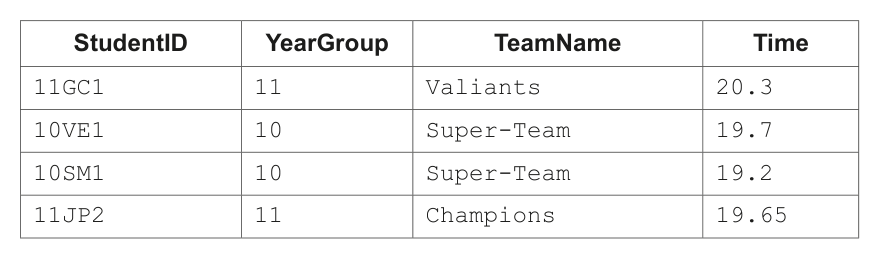 StudentID YearGroup TeamName Time
11GC1 11 Valiants 20.3
10VE1 10 Super-Team 19.7
10SM1 10 Super-Team 19.2
11JP2 11 Champions 19.65